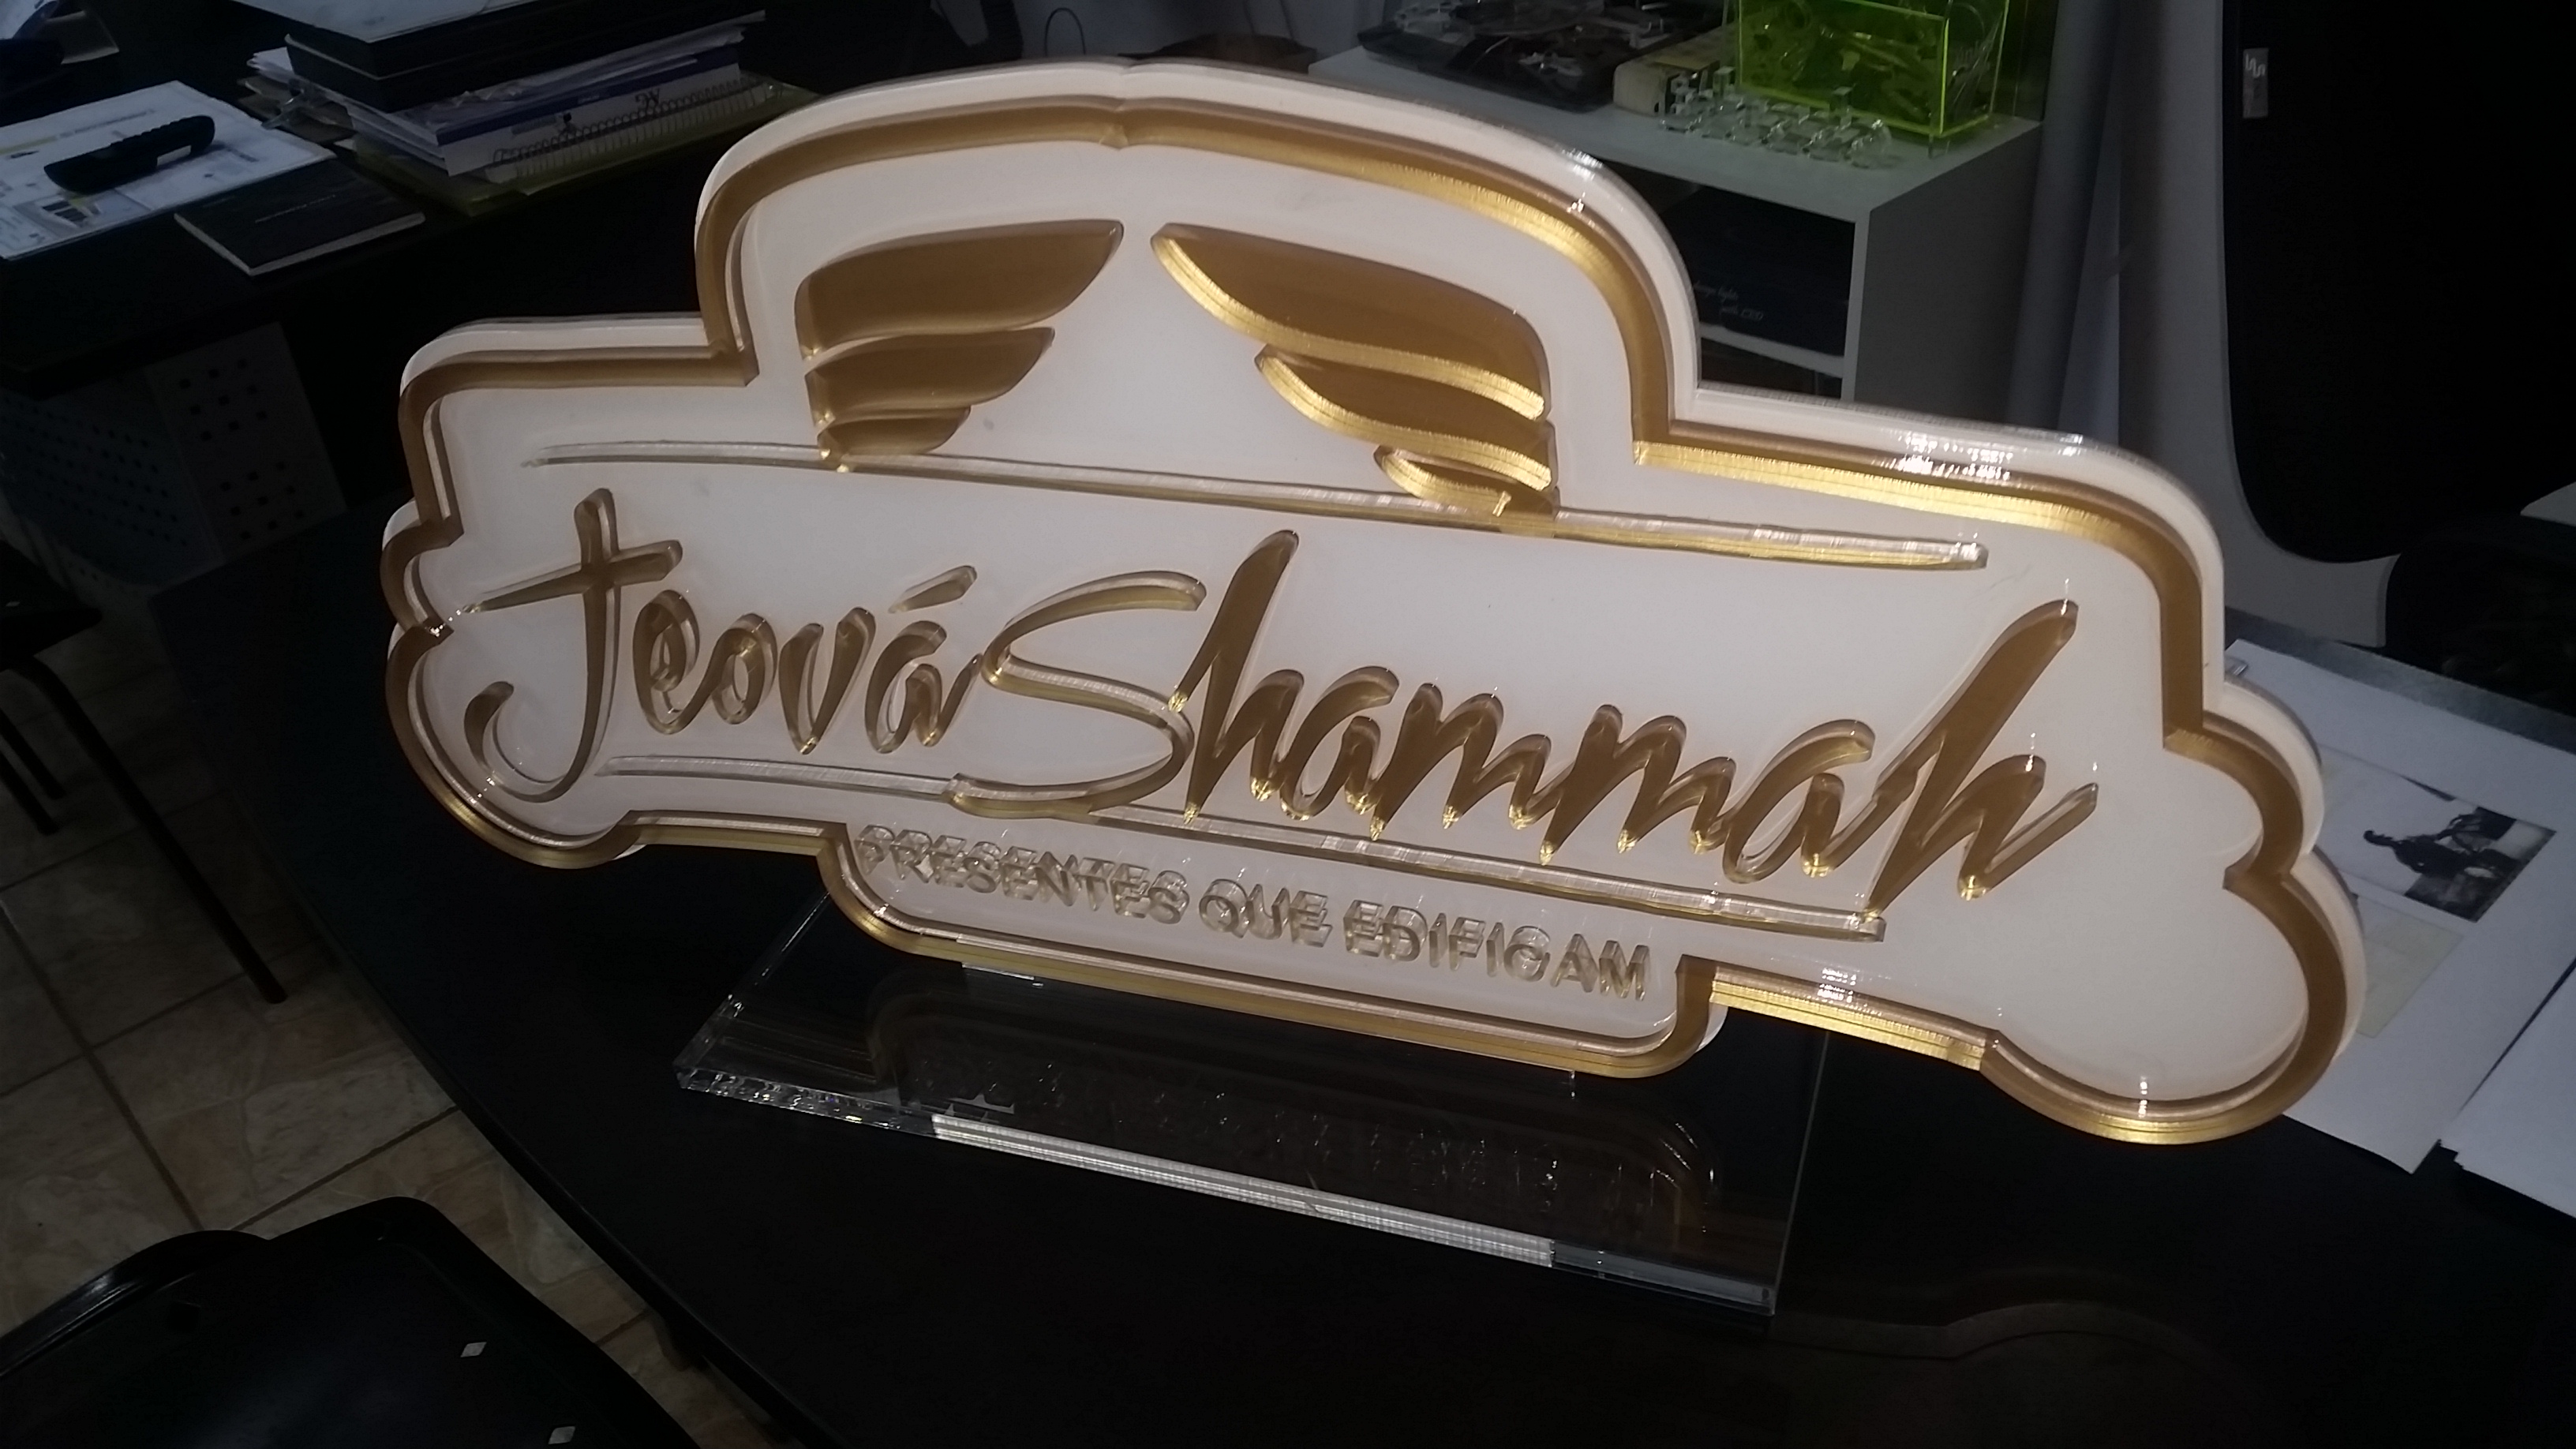 Jeová Shammah
PRESENTES QUE EDIFICAM